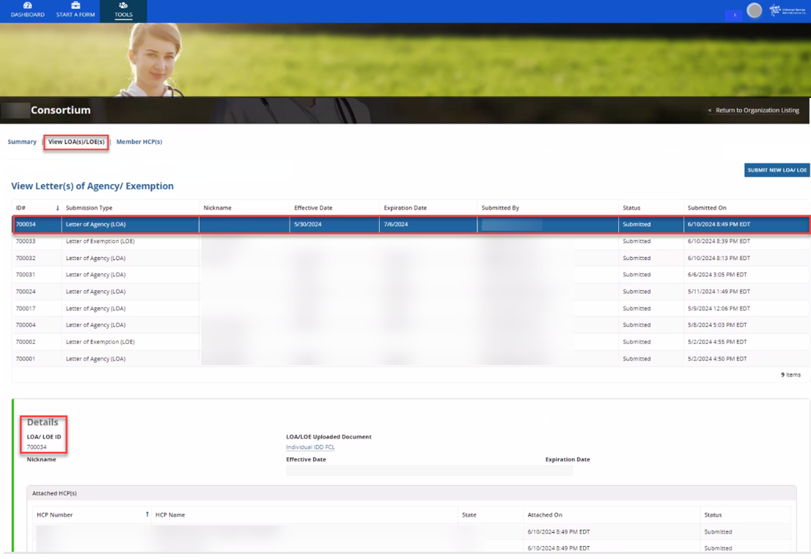 DASHBOARD START A FORM TOOLS
Consortium
< Return to Organization Listing
Summary | View LOA(s)/LOE(s) | Member HCP(s)
SUBMIT NEW LOA/ LOE
View Letter(s) of Agency/ Exemption
ID# ↓ Submission Type Nickname Effective Date Expiration Date Submitted By Status Submitted On
700034 Letter of Agency (LOA) 5/30/2024 7/6/2024 Submitted 6/10/2024 8:49 PM EDT
700033 Letter of Exemption (LOE) Submitted 6/10/2024 8:39 PM EDT
700032 Letter of Agency (LOA) Submitted 6/10/2024 8:13 PM EDT
700031 Letter of Agency (LOA) Submitted 6/6/2024 3:05 PM EDT
700024 Letter of Agency (LOA) Submitted 5/11/2024 1:49 PM EDT
700017 Letter of Agency (LOA) Submitted 5/9/2024 12:06 PM EDT
700004 Letter of Agency (LOA) Submitted 5/8/2024 5:03 PM EDT
700002 Letter of Exemption (LOE) Submitted 5/2/2024 4:55 PM EDT
700001 Letter of Agency (LOA) Submitted 5/2/2024 4:50 PM EDT
9 items
Details
LOA/ LOE ID LOA/LOE Uploaded Document
700034 Individual IDD FCL
Nickname Effective Date Expiration Date
Attached HCP(s)
HCP Number ↑ HCP Name State Attached On Status
6/10/2024 8:49 PM EDT Submitted
6/10/2024 8:49 PM EDT Submitted